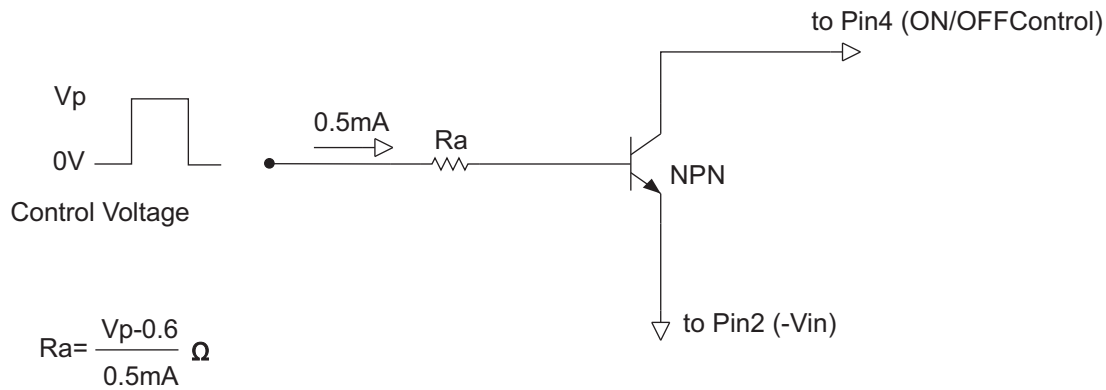 to Pin4 (ON/OFFControl)
Vp
0.5mA
Ra
0V
NPN
Control Voltage
to Pin2 (-Vin)
Vp-0.6
Ra= Ω
0.5mA